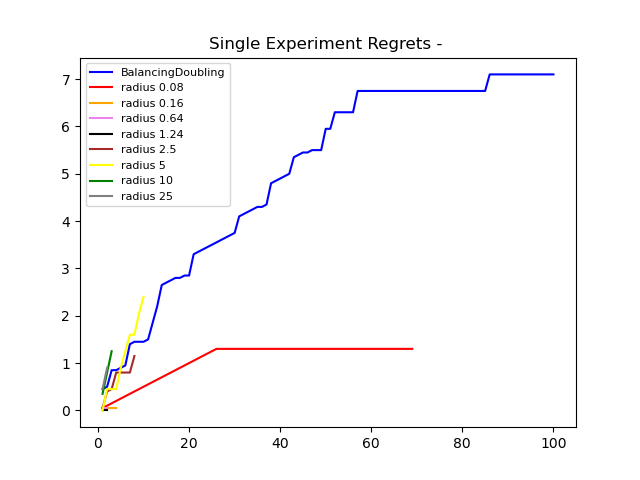 Single Experiment Regrets -
BalancingDoubling
radius 0.08
radius 0.16
radius 0.64
radius 1.24
radius 2.5
radius 5
radius 10
radius 25
7
6
5
4
3
2
1
0
0 20 40 60 80 100